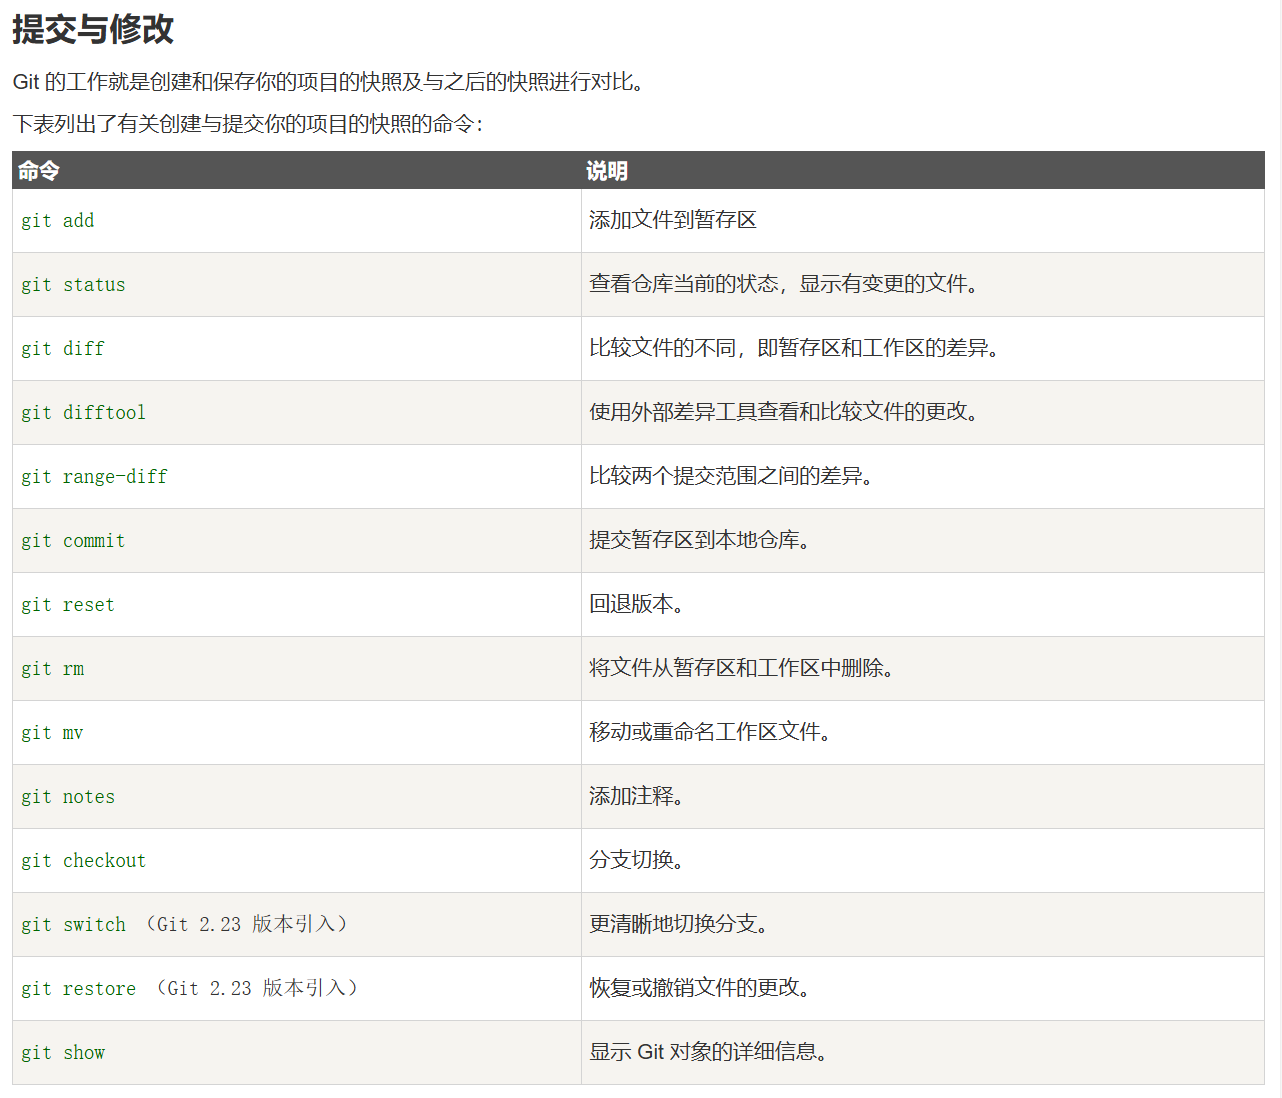 提交与修改
Git 的工作就是创建和保存你的项目的快照及与之后的快照进行对比。
下表列出了有关创建与提交你的项目的快照的命令：
命令 说明
git add 添加文件到暂存区
git status 查看仓库当前的状态，显示有变更的文件。
git diff 比较文件的不同，即暂存区和工作区的差异。
git difftool 使用外部差异工具查看和比较文件的更改。
git range-diff 比较两个提交范围之间的差异。
git commit 提交暂存区到本地仓库。
git reset 回退版本。
git rm 将文件从暂存区和工作区中删除。
git mv 移动或重命名工作区文件。
git notes 添加注释。
git checkout 分支切换。
git switch （Git 2.23 版本引入） 更清晰地切换分支。
git restore （Git 2.23 版本引入） 恢复或撤销文件的更改。
git show 显示 Git 对象的详细信息。